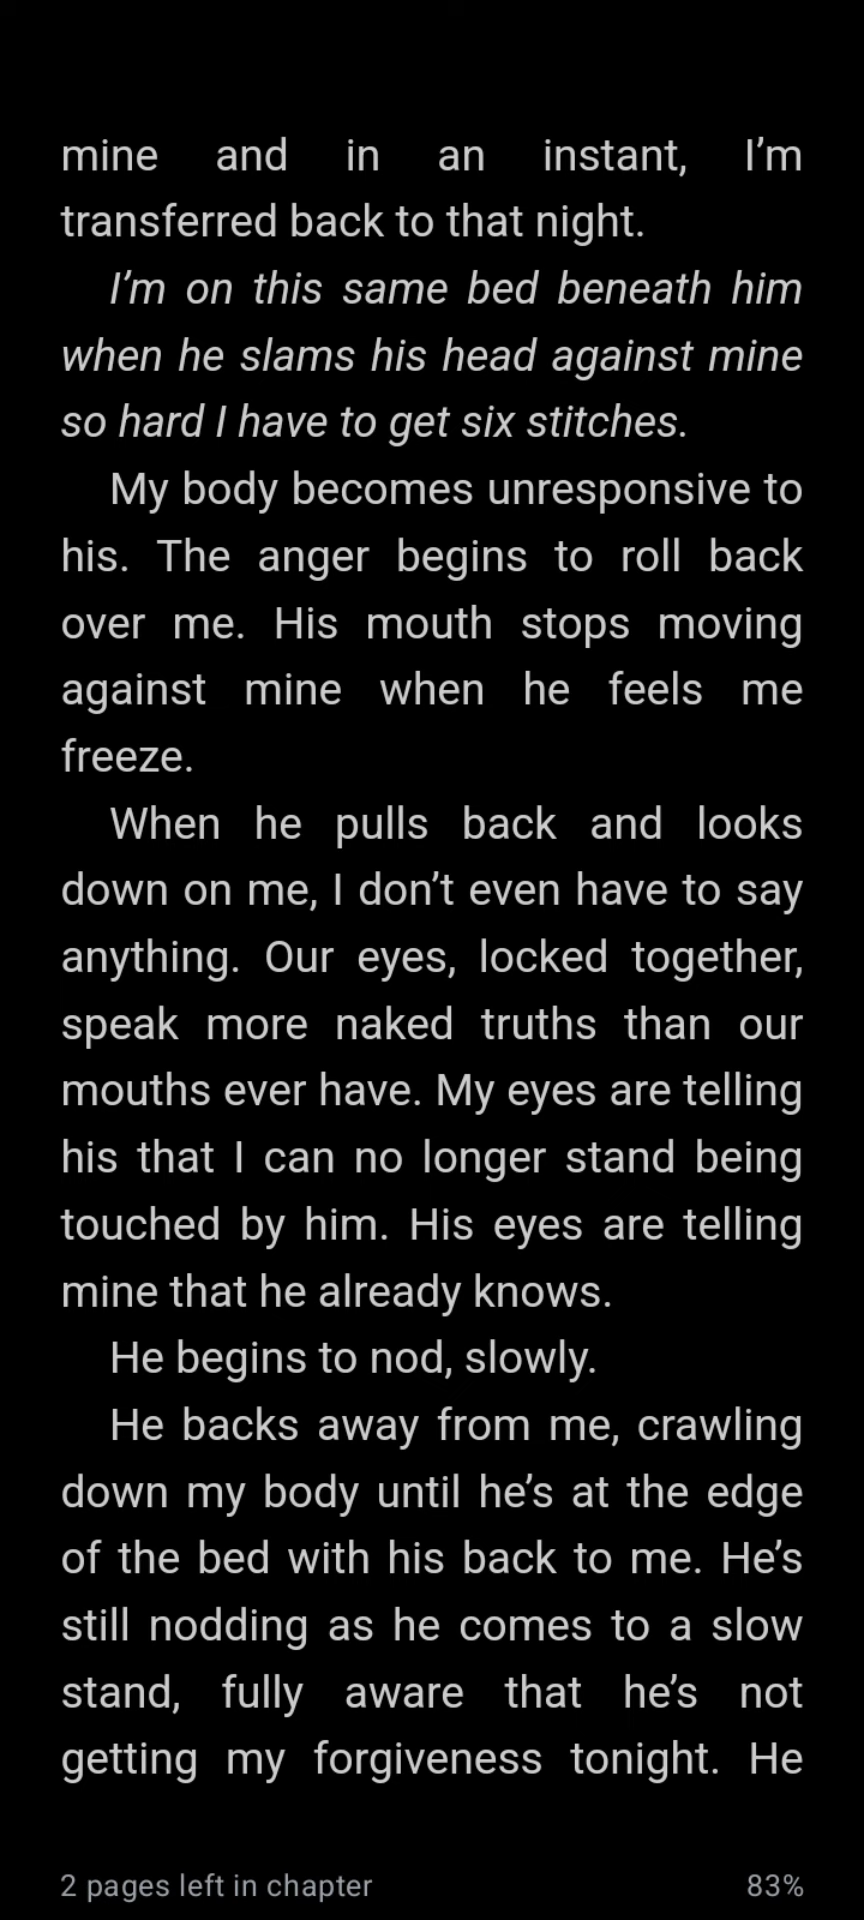 mine and in an instant, I’m
transferred back to that night.
I’m on this same bed beneath him
when he slams his head against mine
so hard I have to get six stitches.
My body becomes unresponsive to
his. The anger begins to roll back
over me. His mouth stops moving
against mine when he feels me
freeze.
When he pulls back and looks
down on me, I don’t even have to say
anything. Our eyes, locked together,
speak more naked truths than our
mouths ever have. My eyes are telling
his that I can no longer stand being
touched by him. His eyes are telling
mine that he already knows.
He begins to nod, slowly.
He backs away from me, crawling
down my body until he’s at the edge
of the bed with his back to me. He’s
still nodding as he comes to a slow
stand, fully aware that he’s not
getting my forgiveness tonight. He
2 pages left in chapter 83%